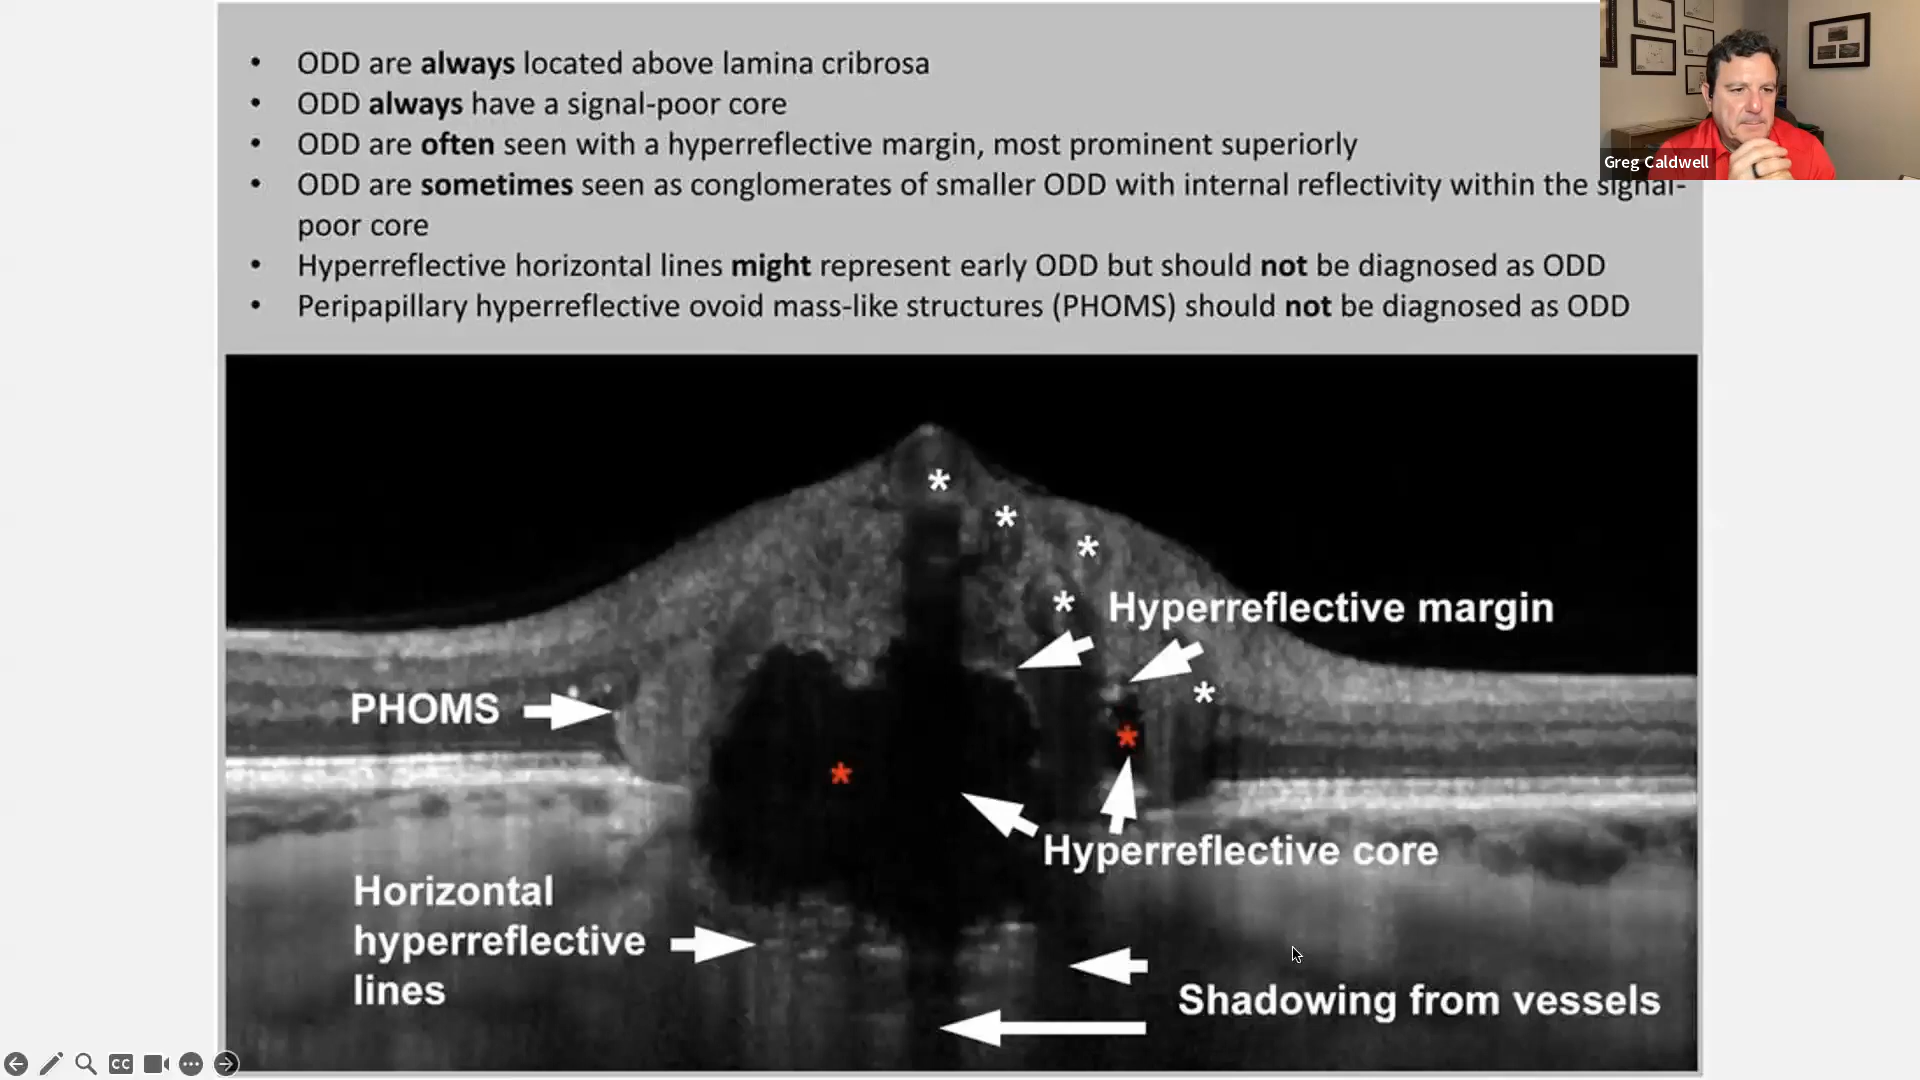 • ODD are always located above lamina cribrosa
• ODD always have a signal-poor core
• ODD are often seen with a hyperreflective margin, most prominent superiorly
• ODD are sometimes seen as conglomerates of smaller ODD with internal reflectivity within the signal-
poor core
• Hyperreflective horizontal lines might represent early ODD but should not be diagnosed as ODD
• Peripapillary hyperreflective ovoid mass-like structures (PHOMS) should not be diagnosed as ODD
Greg Caldwell
*
*
*
*
Hyperreflective margin
PHOMS
*
*
*
Hyperreflective core
Horizontal
hyperreflective
lines
Shadowing from vessels
CC